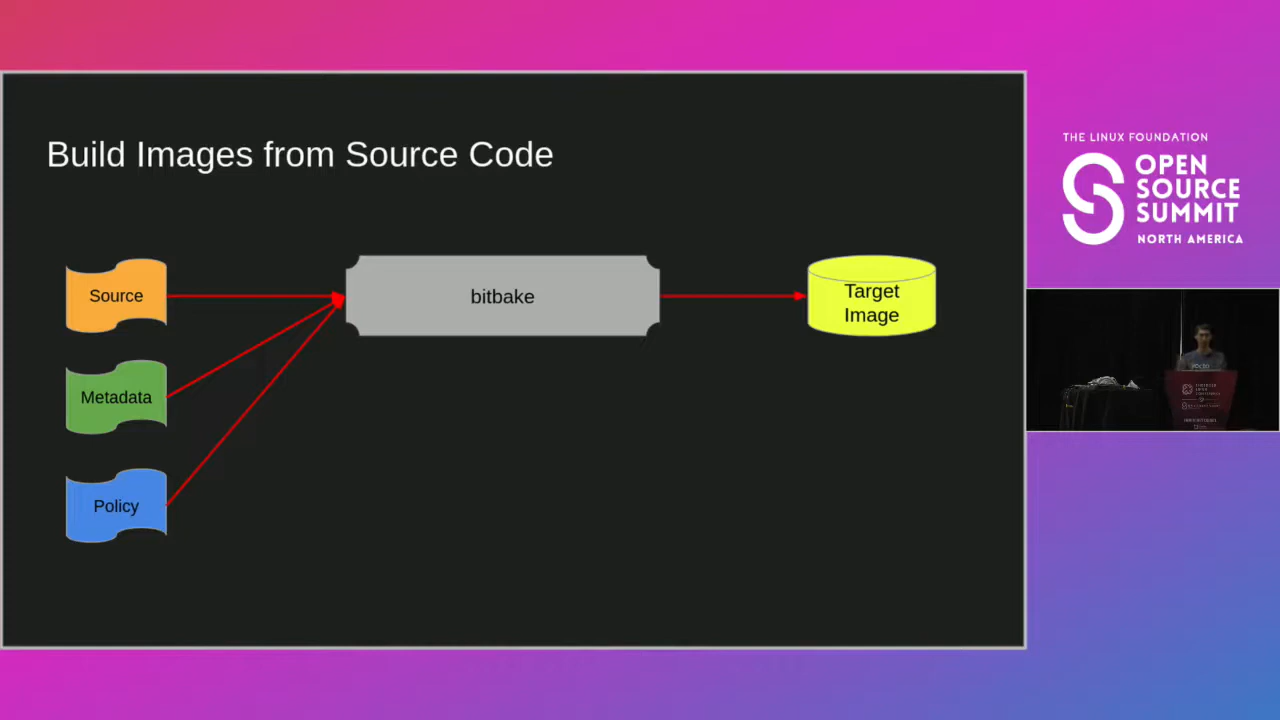 Build Images from Source Code
Source
bitbake
Target
Image
Metadata
Policy
THE LINUX FOUNDATION
OPEN
SOURCE
SUMMIT
NORTH AMERICA